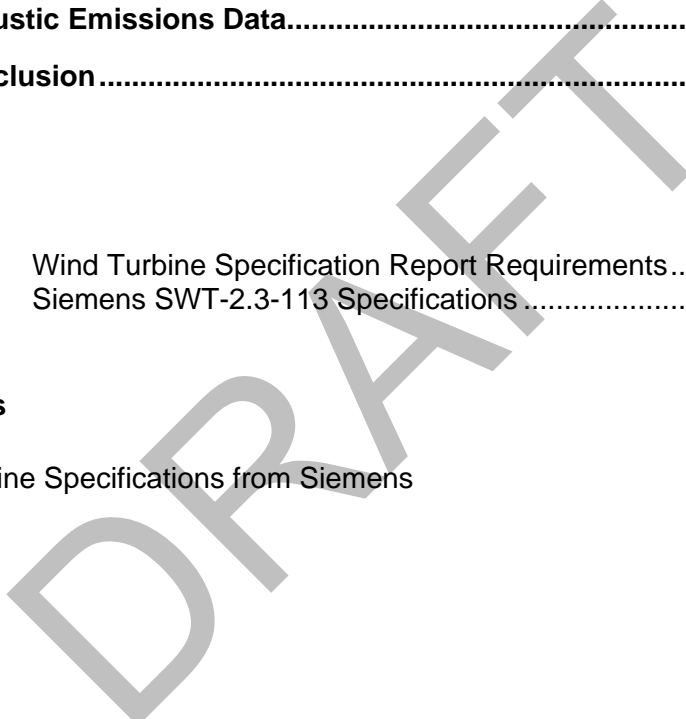 ustic Emissions Data..................................................
clusion.........................................................................
Wind Turbine Specification Report Requirements..
Siemens SWT-2.3-113 Specifications....................
s
ine Specifications from Siemens
DRAFT